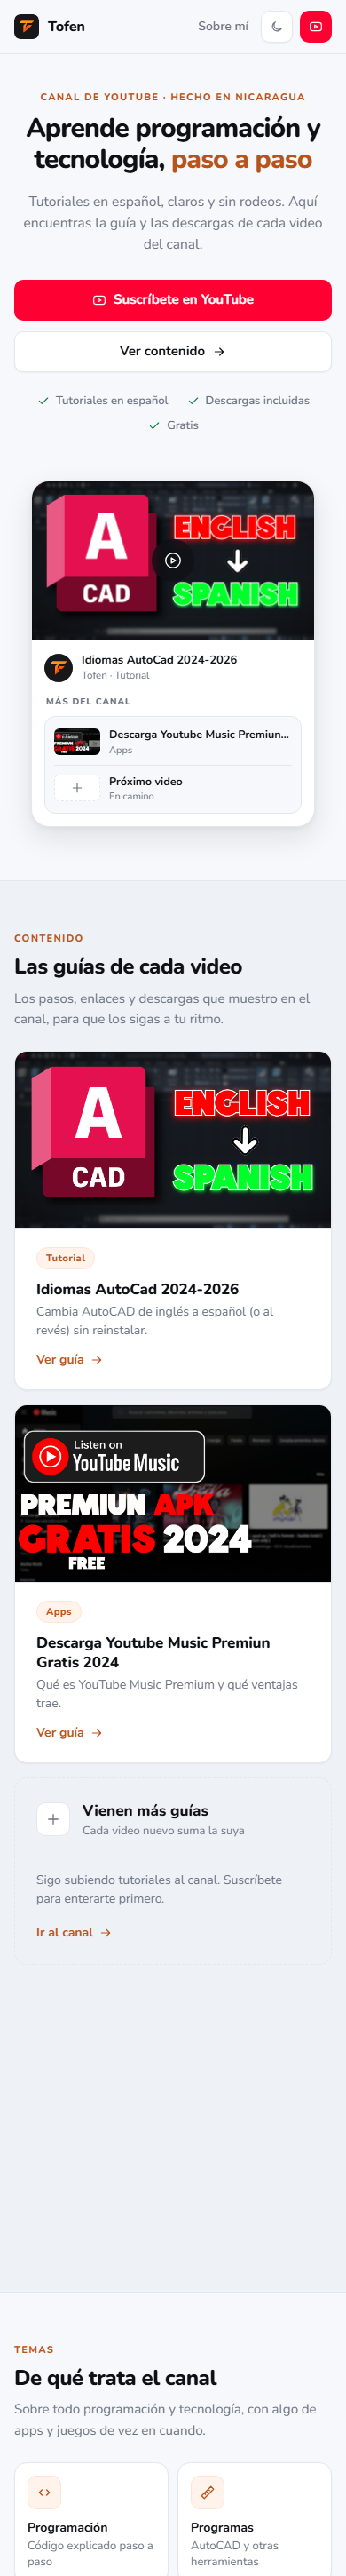 Tofen
Sobre mí
CANAL DE YOUTUBE · HECHO EN NICARAGUA
Aprende programación y
tecnología, paso a paso
Tutoriales en español, claros y sin rodeos. Aquí
encuentras la guía y las descargas de cada video
del canal.
Suscríbete en YouTube
Ver contenido
Tutoriales en español
Descargas incluidas
Gratis
A
CAD
ENGLISH
SPANISH
Idiomas AutoCad 2024-2026
Tofen · Tutorial
MÁS DEL CANAL
Descarga Youtube Music Premiun...
Apps
Próximo video
En camino
CONTENIDO
Las guías de cada video
Los pasos, enlaces y descargas que muestro en el
canal, para que los sigas a tu ritmo.
A
CAD
ENGLISH
SPANISH
Tutorial
Idiomas AutoCad 2024-2026
Cambia AutoCAD de inglés a español (o al
revés) sin reinstalar.
Ver guía
Listen on
YouTube Music
PREMIUN APK
GRATIS 2024
FREE
Apps
Descarga Youtube Music Premiun
Gratis 2024
Qué es YouTube Music Premium y qué ventajas
trae.
Ver guía
Vienen más guías
Cada video nuevo suma la suya
Sigo subiendo tutoriales al canal. Suscríbete
para enterarte primero.
Ir al canal
TEMAS
De qué trata el canal
Sobre todo programación y tecnología, con algo de
apps y juegos de vez en cuando.
Programación
Código explicado paso a
paso
Programas
AutoCAD y otras
herramientas